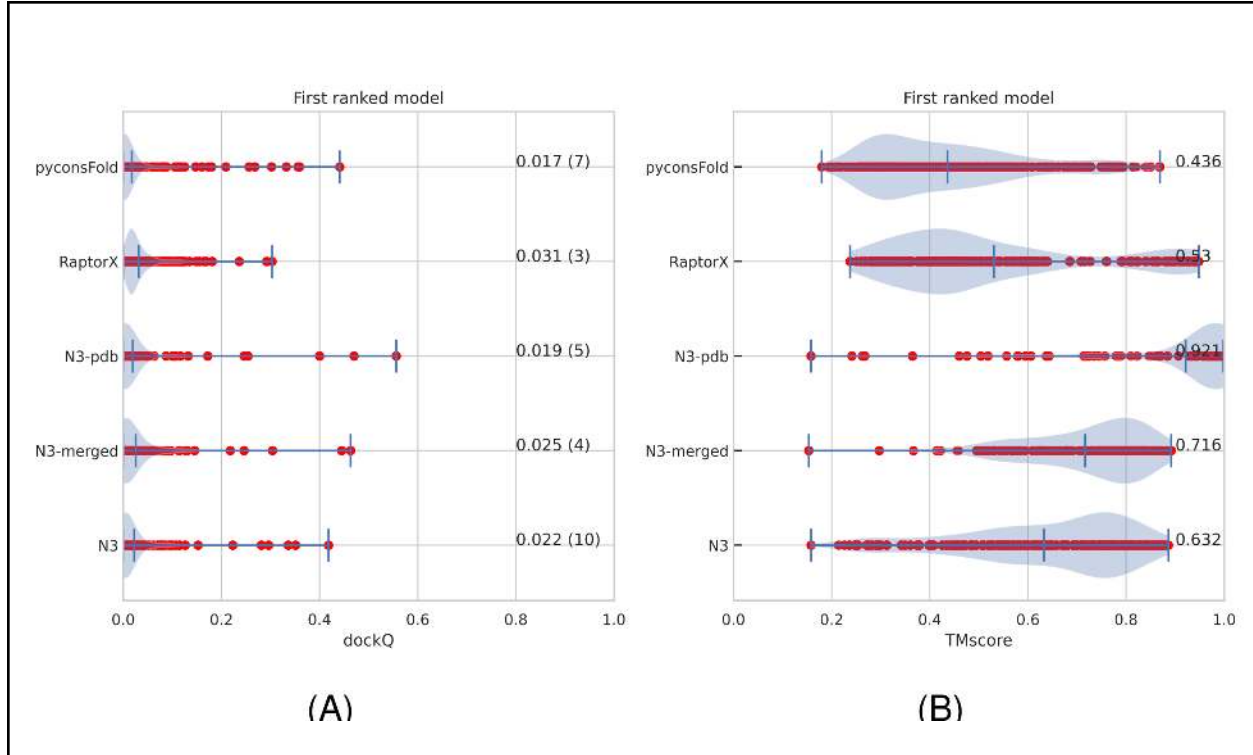 First ranked model
pyconsFold
0.017 (7)
RaptorX
0.031 (3)
N3-pdb
0.019 (5)
N3-merged
0.025 (4)
N3
0.022 (10)
0.0 0.2 0.4 0.6 0.8 1.0
dockQ
(A)
First ranked model
pyconsFold
0.436
RaptorX
0.53
N3-pdb
0.921
N3-merged
0.716
N3
0.632
0.0 0.2 0.4 0.6 0.8 1.0
TMscore
(B)